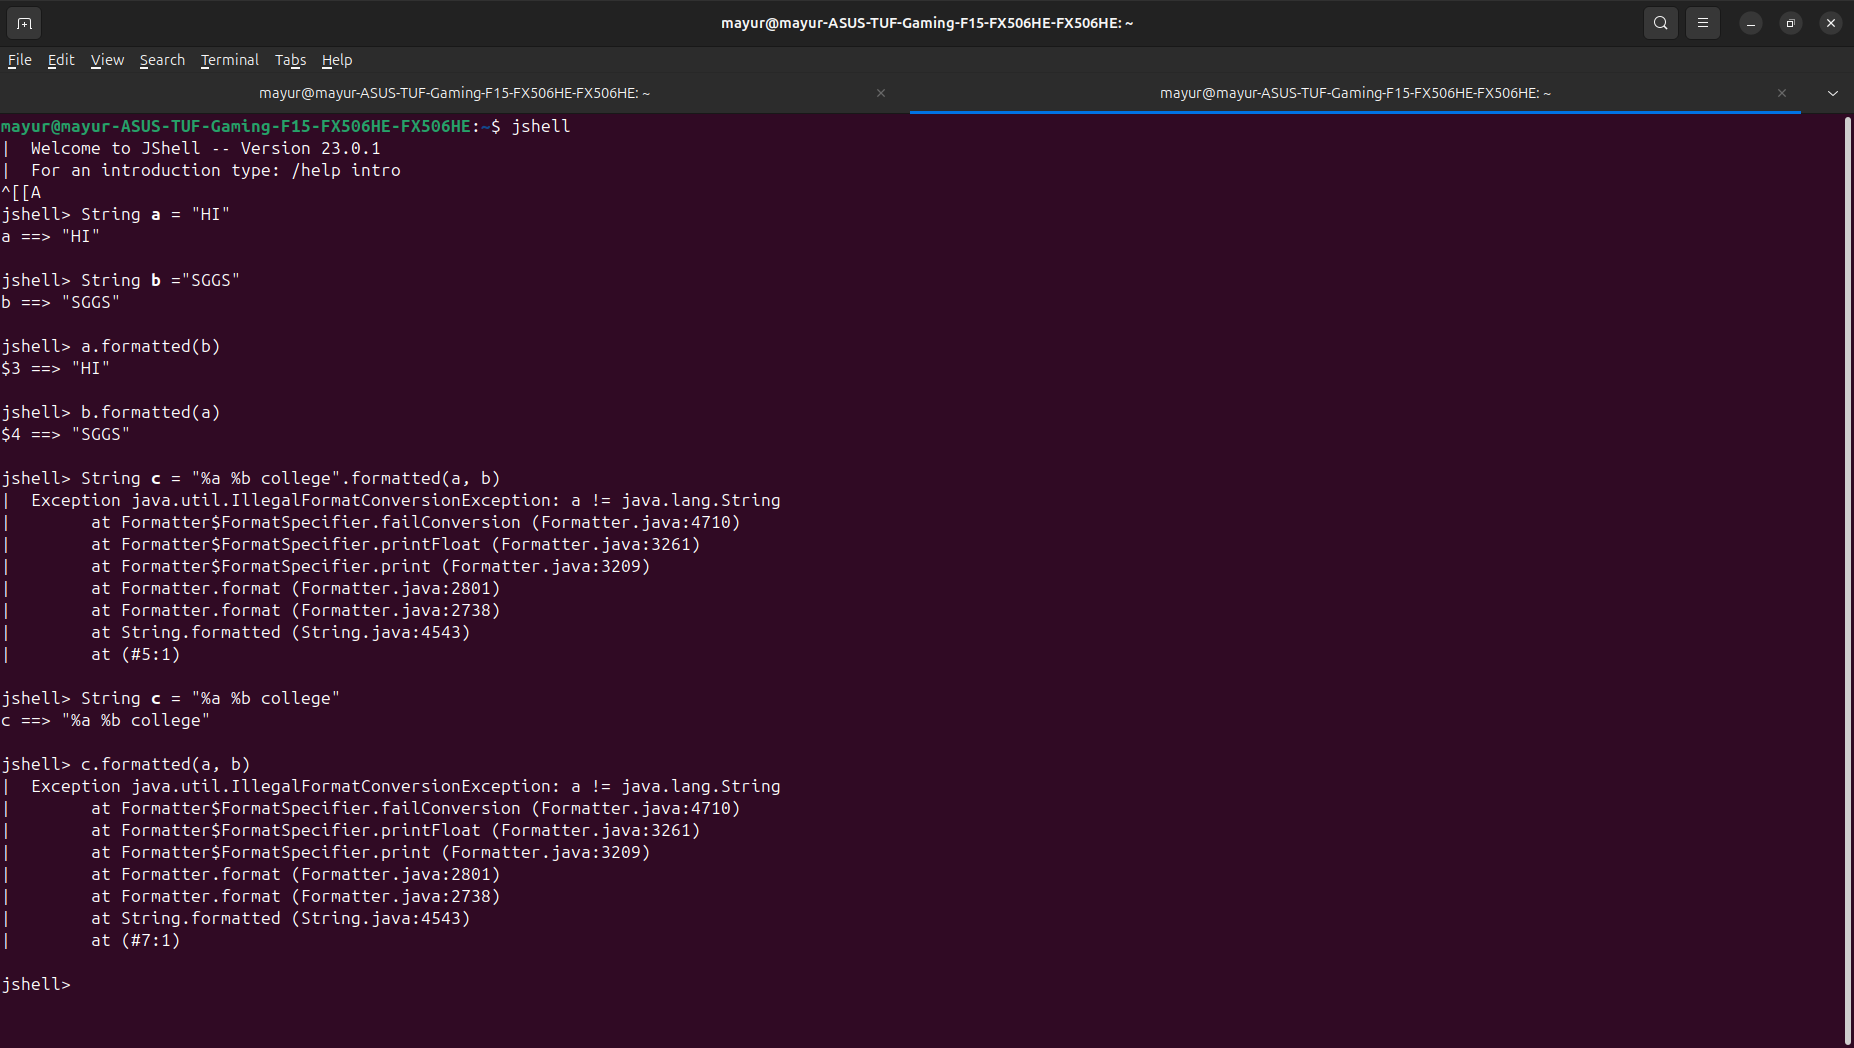 mayur@mayur-ASUS-TUF-Gaming-F15-FX506HE-FX506HE: ~
File Edit View Search Terminal Tabs Help
mayur@mayur-ASUS-TUF-Gaming-F15-FX506HE-FX506HE: ~ × mayur@mayur-ASUS-TUF-Gaming-F15-FX506HE-FX506HE: ~ ×
mayur@mayur-ASUS-TUF-Gaming-F15-FX506HE-FX506HE:~$ jshell
|  Welcome to JShell -- Version 23.0.1
|  For an introduction type: /help intro
^[[A
jshell> String a = "HI"
a ==> "HI"

jshell> String b ="SGGS"
b ==> "SGGS"

jshell> a.formatted(b)
$3 ==> "HI"

jshell> b.formatted(a)
$4 ==> "SGGS"

jshell> String c = "%a %b college".formatted(a, b)
|  Exception java.util.IllegalFormatConversionException: a != java.lang.String
|        at Formatter$FormatSpecifier.failConversion (Formatter.java:4710)
|        at Formatter$FormatSpecifier.printFloat (Formatter.java:3261)
|        at Formatter$FormatSpecifier.print (Formatter.java:3209)
|        at Formatter.format (Formatter.java:2801)
|        at Formatter.format (Formatter.java:2738)
|        at String.formatted (String.java:4543)
|        at (#5:1)

jshell> String c = "%a %b college"
c ==> "%a %b college"

jshell> c.formatted(a, b)
|  Exception java.util.IllegalFormatConversionException: a != java.lang.String
|        at Formatter$FormatSpecifier.failConversion (Formatter.java:4710)
|        at Formatter$FormatSpecifier.printFloat (Formatter.java:3261)
|        at Formatter$FormatSpecifier.print (Formatter.java:3209)
|        at Formatter.format (Formatter.java:2801)
|        at Formatter.format (Formatter.java:2738)
|        at String.formatted (String.java:4543)
|        at (#7:1)

jshell>